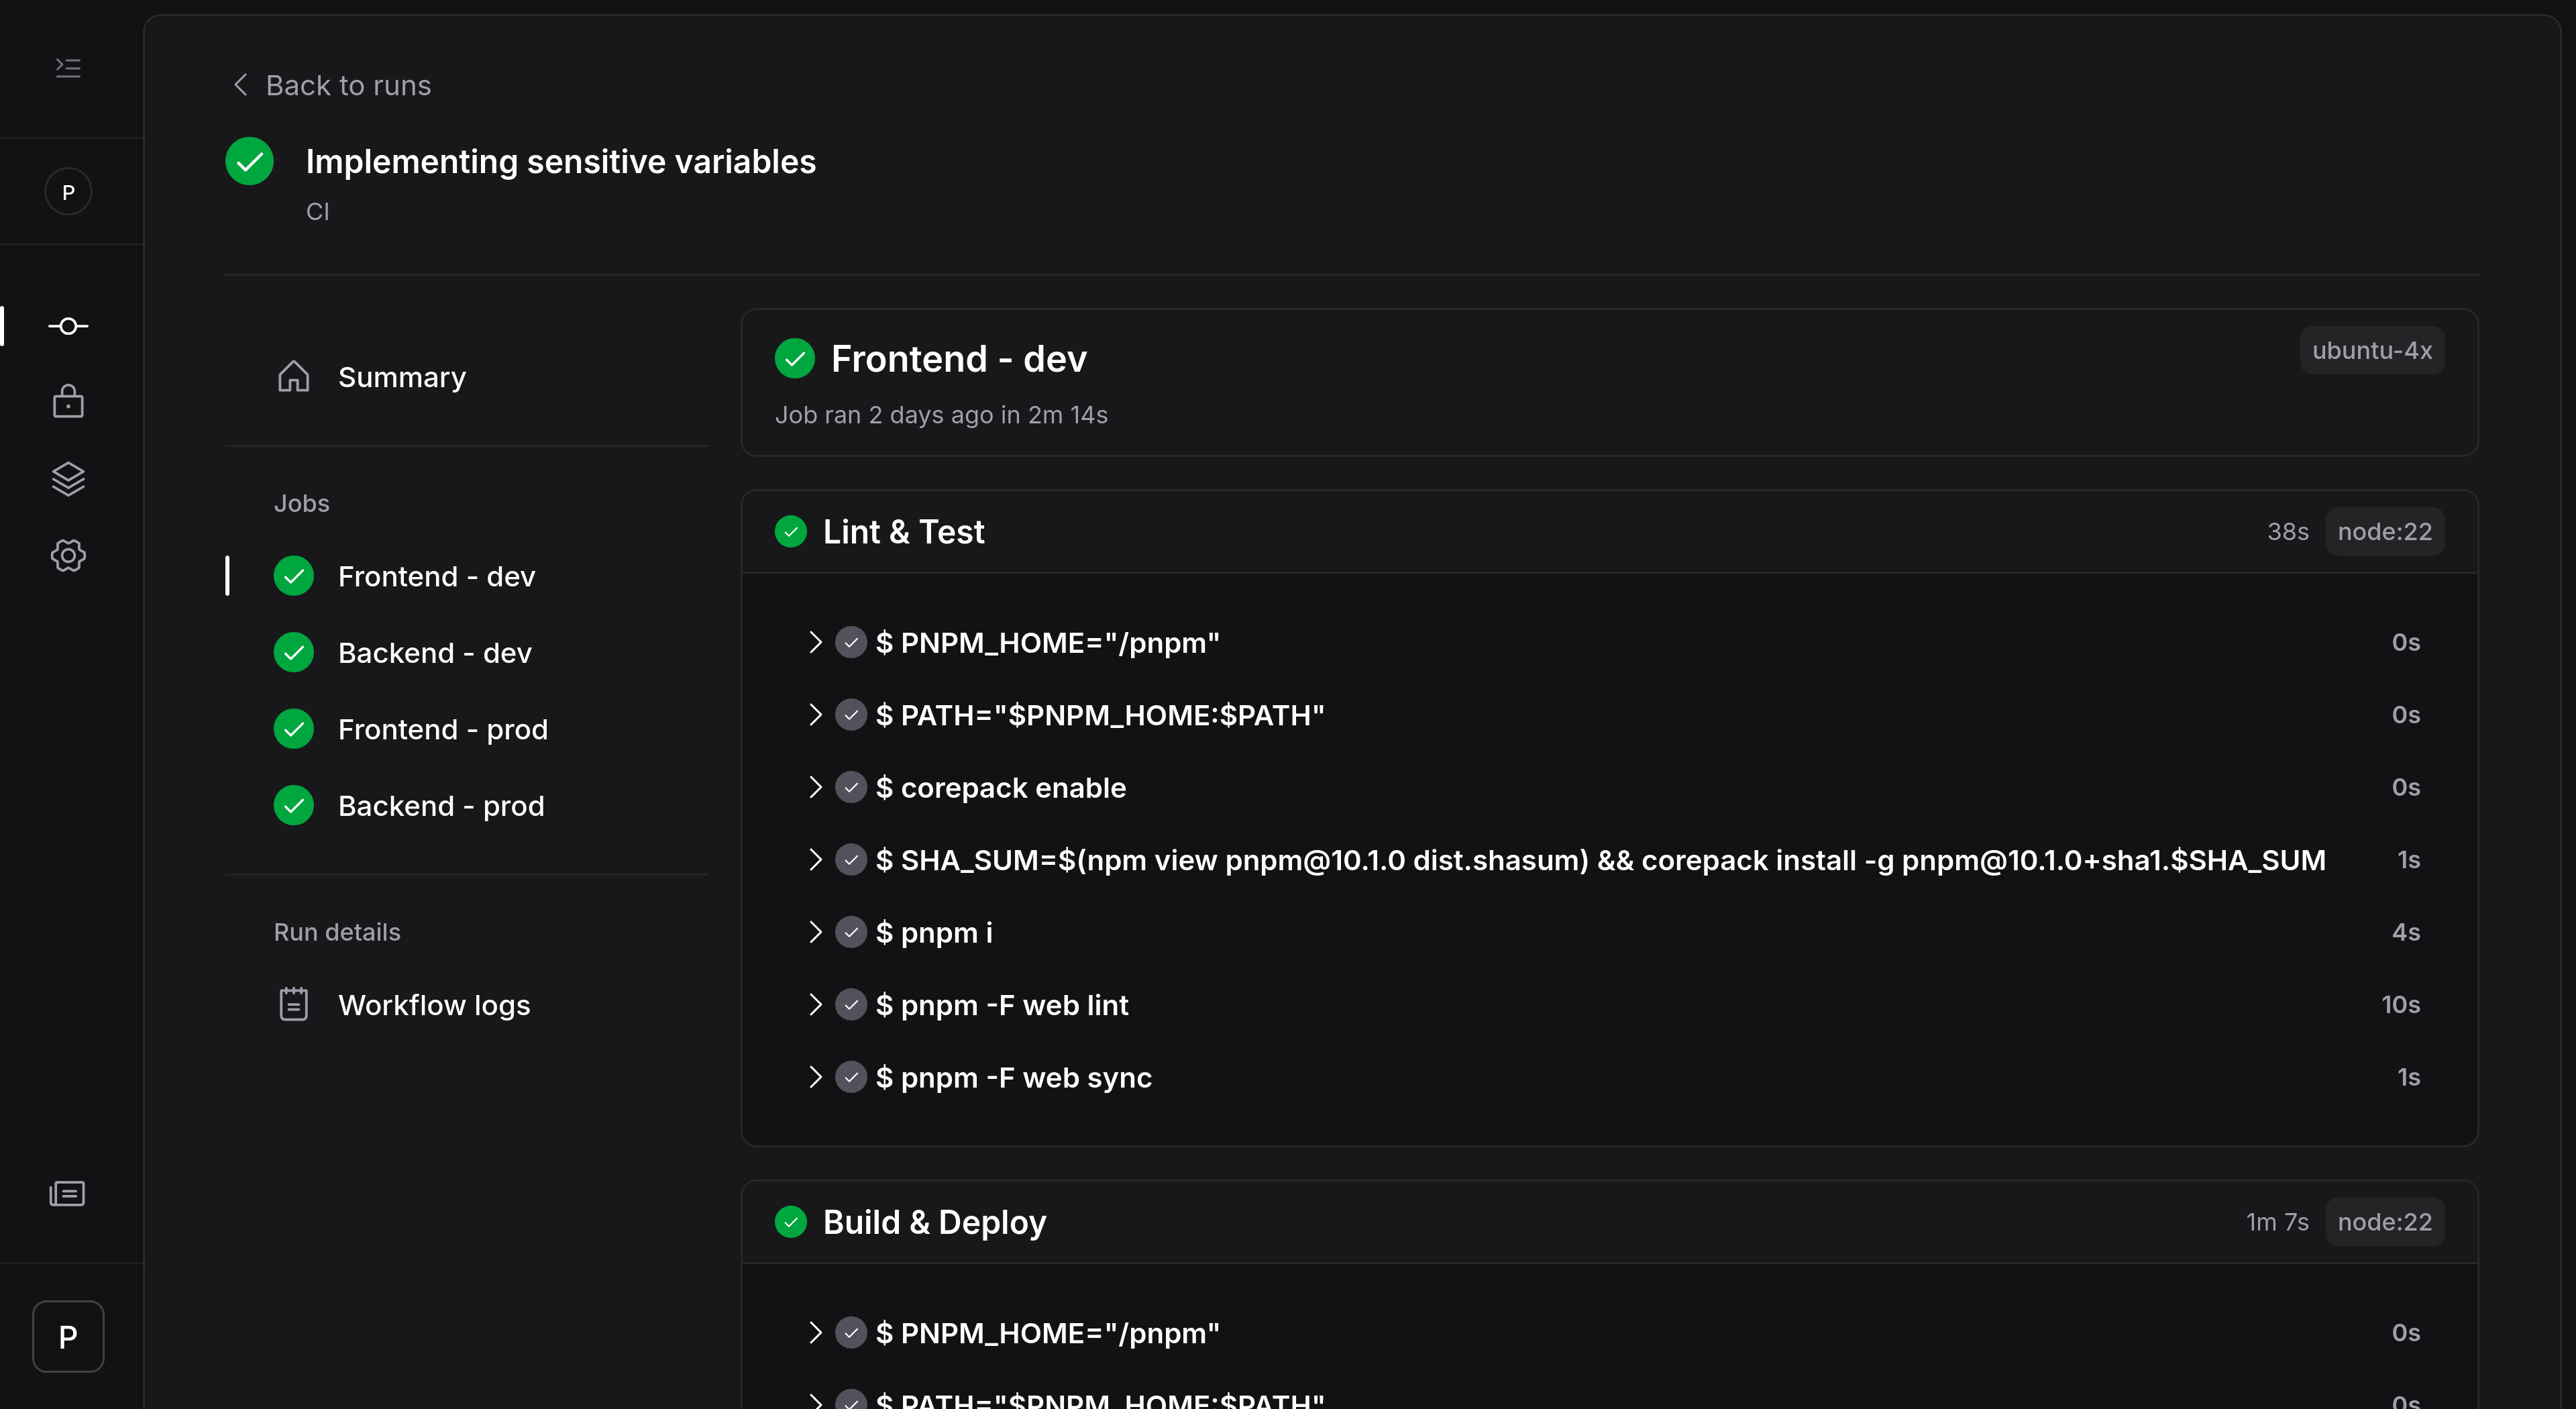 Back to runs
P
Implementing sensitive variables
CI
Summary
Jobs
Frontend - dev
Backend - dev
Frontend - prod
Backend - prod
Run details
Workflow logs
P
Frontend - dev
ubuntu-4x
Job ran 2 days ago in 2m 14s
Lint & Test 38s node:22
$ PNPM_HOME="/pnpm" 0s
$ PATH="$PNPM_HOME:$PATH" 0s
$ corepack enable 0s
$ SHA_SUM=$(npm view pnpm@10.1.0 dist.shasum) && corepack install -g pnpm@10.1.0+sha1.$SHA_SUM 1s
$ pnpm i 4s
$ pnpm -F web lint 10s
$ pnpm -F web sync 1s
Build & Deploy 1m 7s node:22
$ PNPM_HOME="/pnpm" 0s
$ PATH="$PNPM_HOME:$PATH" 0s